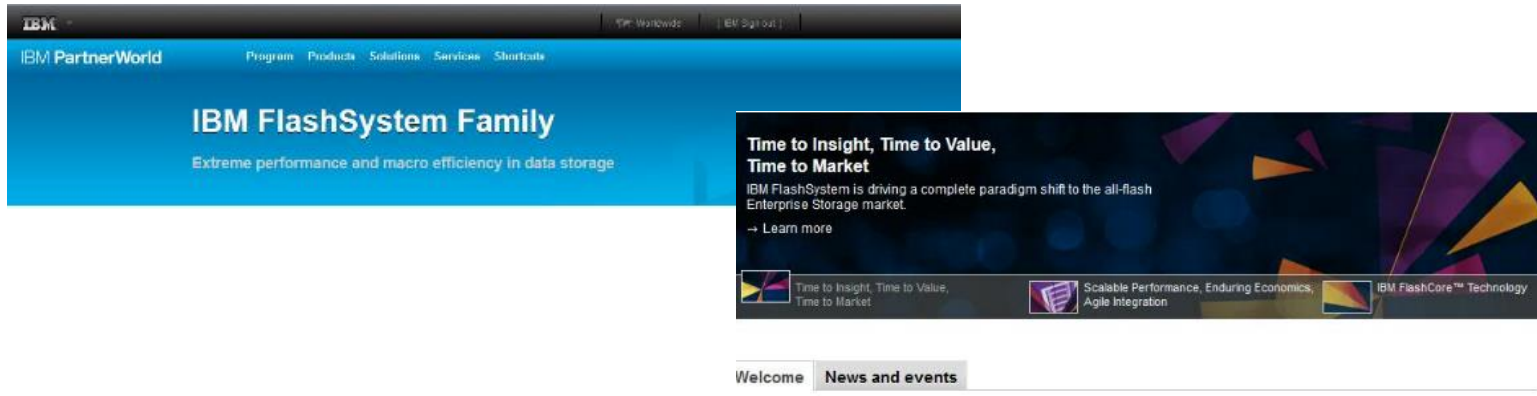 IBM
Worldwide [ IBM Sign out ]
IBM PartnerWorld
Program Products Solutions Services Shortcuts
IBM FlashSystem Family
Extreme performance and macro efficiency in data storage
Time to Insight, Time to Value,
Time to Market
IBM FlashSystem is driving a complete paradigm shift to the all-flash
Enterprise Storage market.
→ Learn more
Time to Insight, Time to Value,
Time to Market
Scalable Performance, Enduring Economics,
Agile Integration
IBM FlashCore™ Technology
Welcome News and events